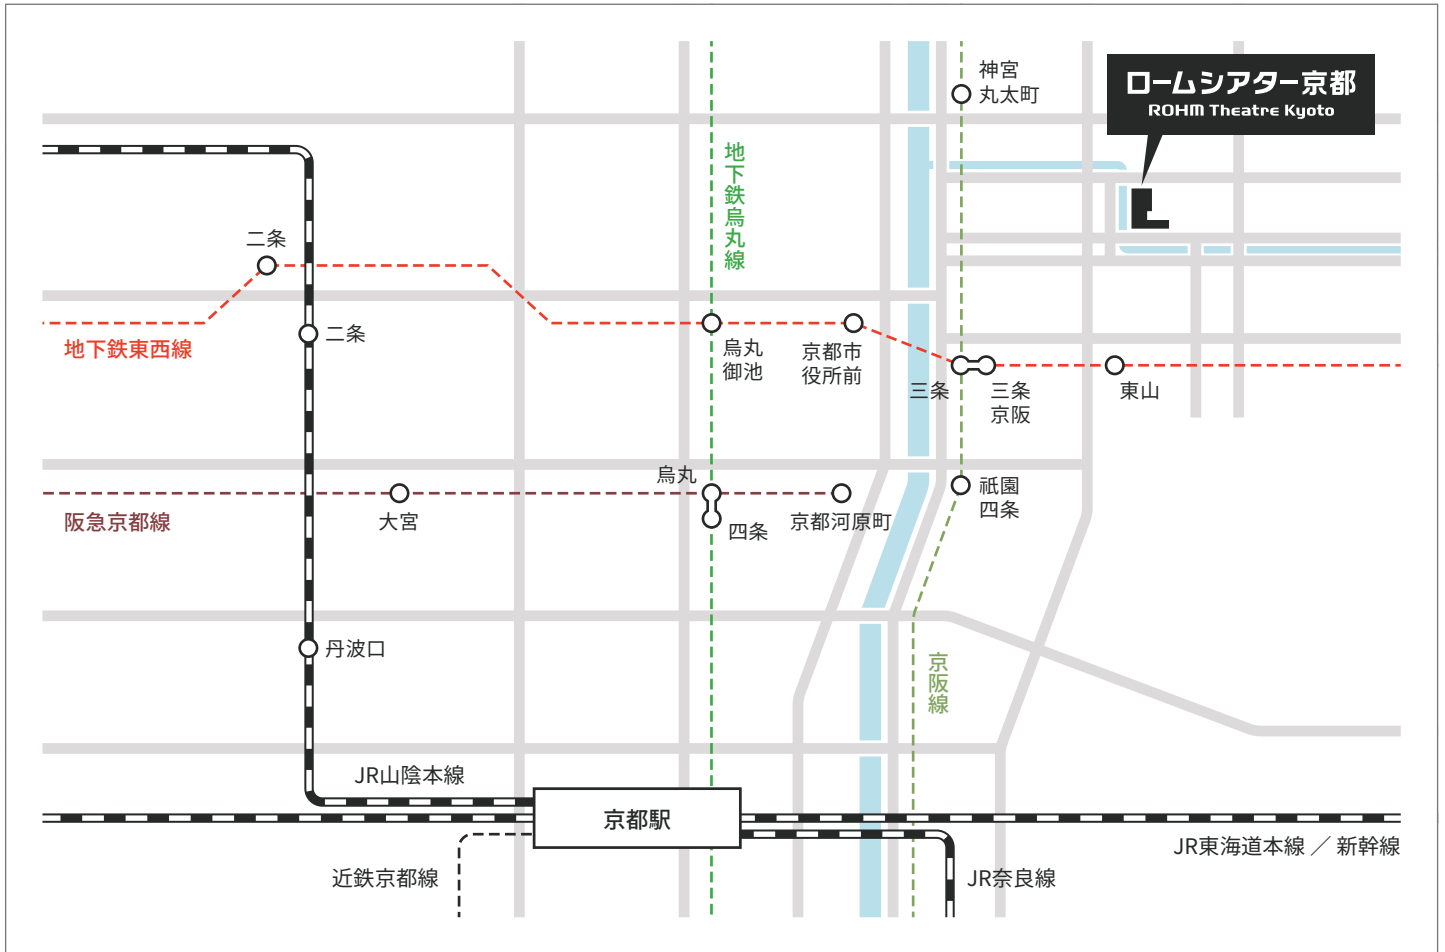 神宮
丸太町
ロームシアター京都
ROHM Theatre Kyoto
地下鉄烏丸線
二条
二条
地下鉄東西線
烏丸
御池
京都市
役所前
三条
三条
京阪
東山
烏丸
四条
阪急京都線
大宮
京都河原町
祇園
四条
丹波口
京阪線
JR山陰本線
京都駅
JR東海道本線 ／ 新幹線
近鉄京都線
JR奈良線